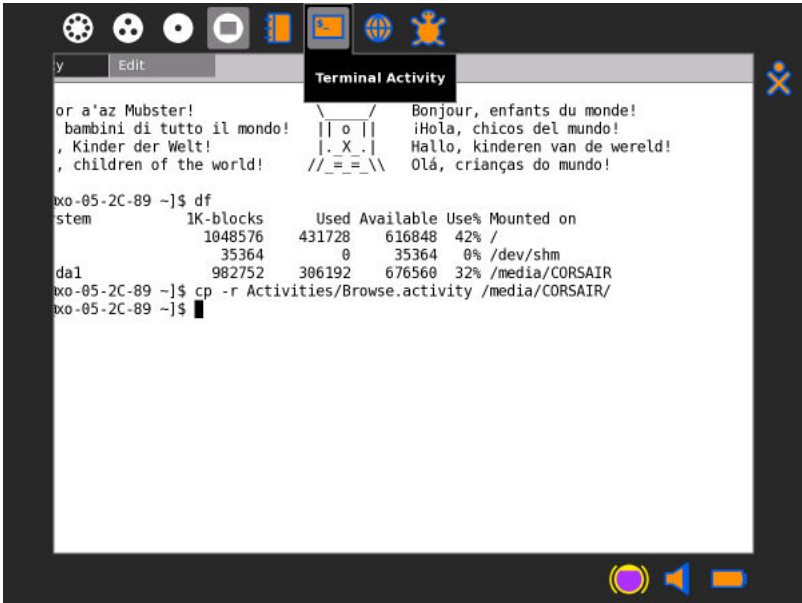 y Edit
Terminal Activity
or a'az Mubster! \_____/ Bonjour, enfants du monde!
bambini di tutto il mondo! || o || ¡Hola, chicos del mundo!
, Kinder der Welt! |._X_.| Hallo, kinderen van de wereld!
, children of the world! //_=_=_\\ Olá, crianças do mundo!
xo-05-2C-89 ~]$ df
stem 1K-blocks Used Available Use% Mounted on
1048576 431728 616848 42% /
35364 0 35364 0% /dev/shm
da1 982752 306192 676560 32% /media/CORSAIR
xo-05-2C-89 ~]$ cp -r Activities/Browse.activity /media/CORSAIR/
xo-05-2C-89 ~]$